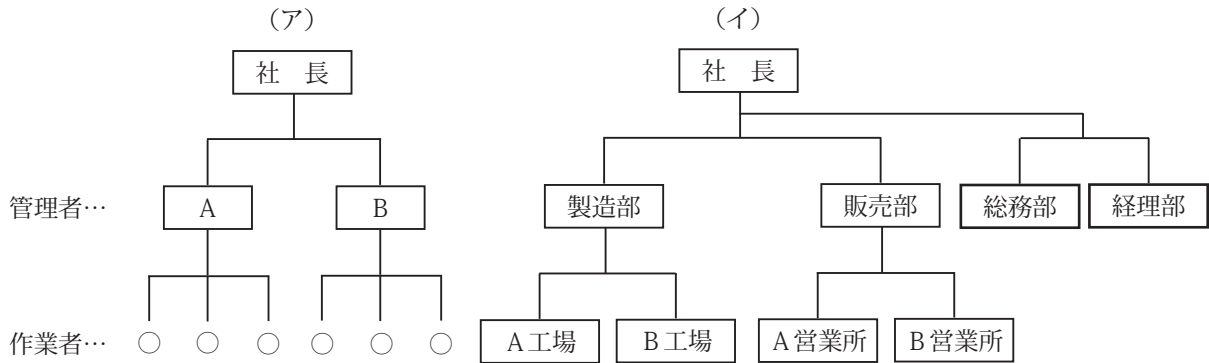 (ア) (イ)
社 長 社 長
管理者… A B 製造部 販売部 総務部 経理部
作業者… ○ ○ ○ ○ ○ ○ A工場 B工場 A営業所 B営業所